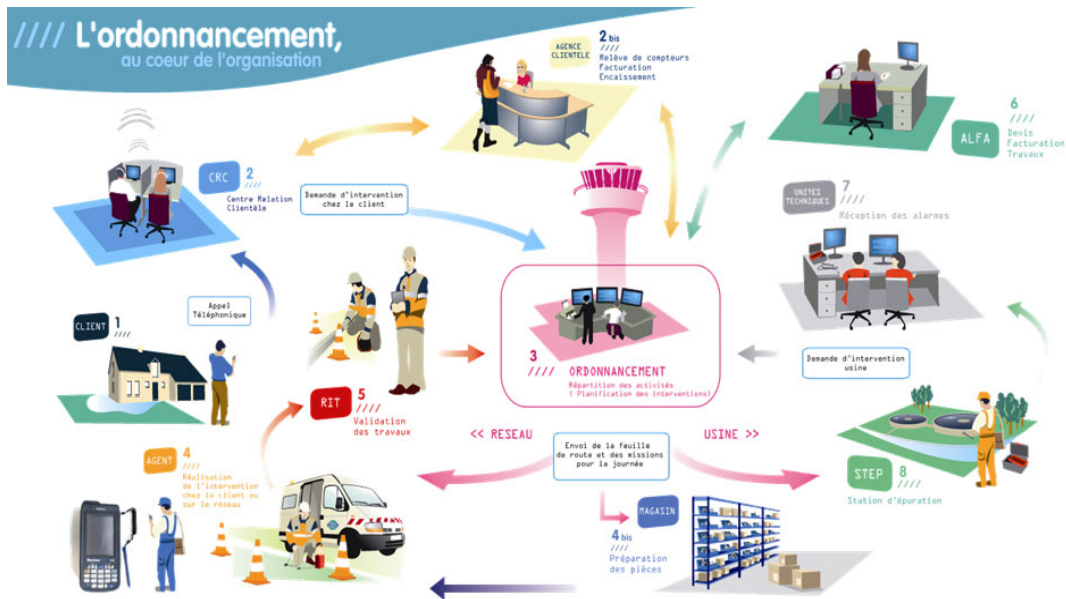 //// L'ordonnancement,
au coeur de l'organisation
AGENCE
CLIENTELE
2 bis
////
Relève de compteurs
Facturation
Encaissement
6
////
ALFA
Devis
Facturation
Travaux
CRC
2
////
Centre Relation
Clientèle
Demande d'intervention
chez le client
UNITES
TECHNIQUES
7
////
Réception des alarmes
Appel
Téléphonique
CLIENT
1
////
3
////
ORDONNANCEMENT
Répartition des activités
( Planification des interventions)
Demande d'intervention
usine
RIT
5
////
Validation
des travaux
<< RESEAU
USINE >>
Envoi de la feuille
de route et des missions
pour la journée
AGENT
4
////
Réalisation
de l'intervention
chez le client ou
sur le réseau
STEP
8
////
Station d'épuration
MAGASIN
4 bis
////
Préparation
des pièces